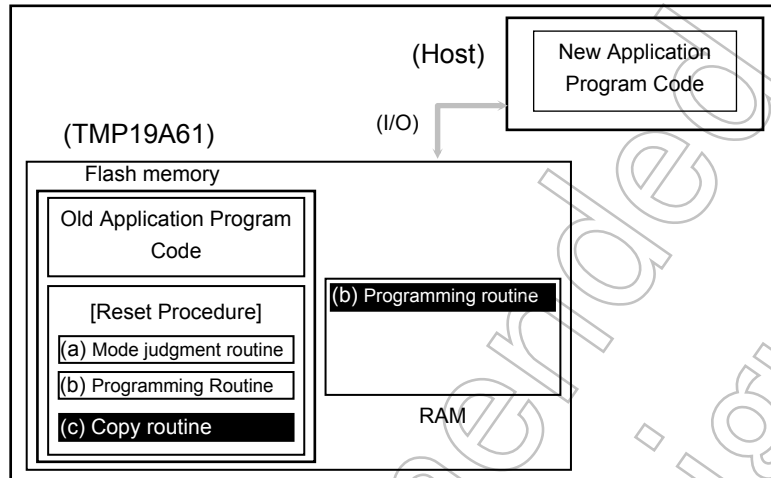 (Host)
New Application
Program Code
(I/O)
(TMP19A61)
Flash memory
Old Application Program
Code
[Reset Procedure]
(a) Mode judgment routine
(b) Programming Routine
(c) Copy routine
(b) Programming routine
RAM